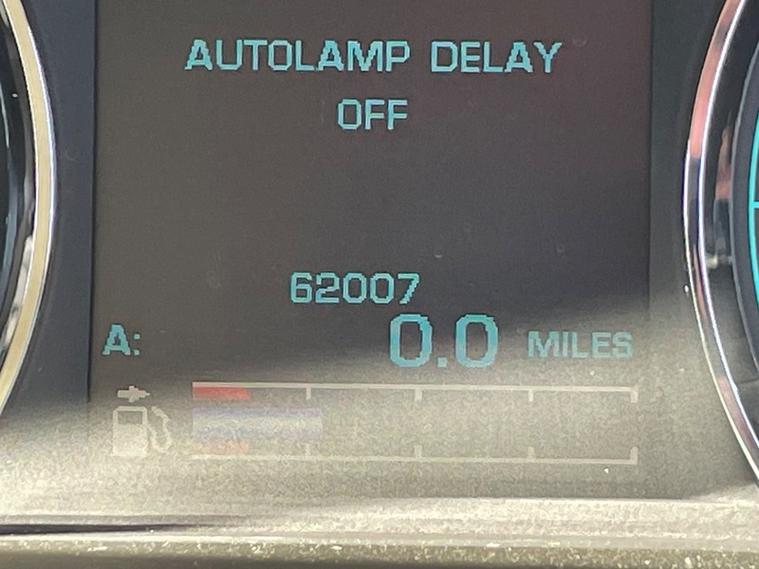 AUTOLAMP DELAY
OFF
62007
A: 0.0 MILES